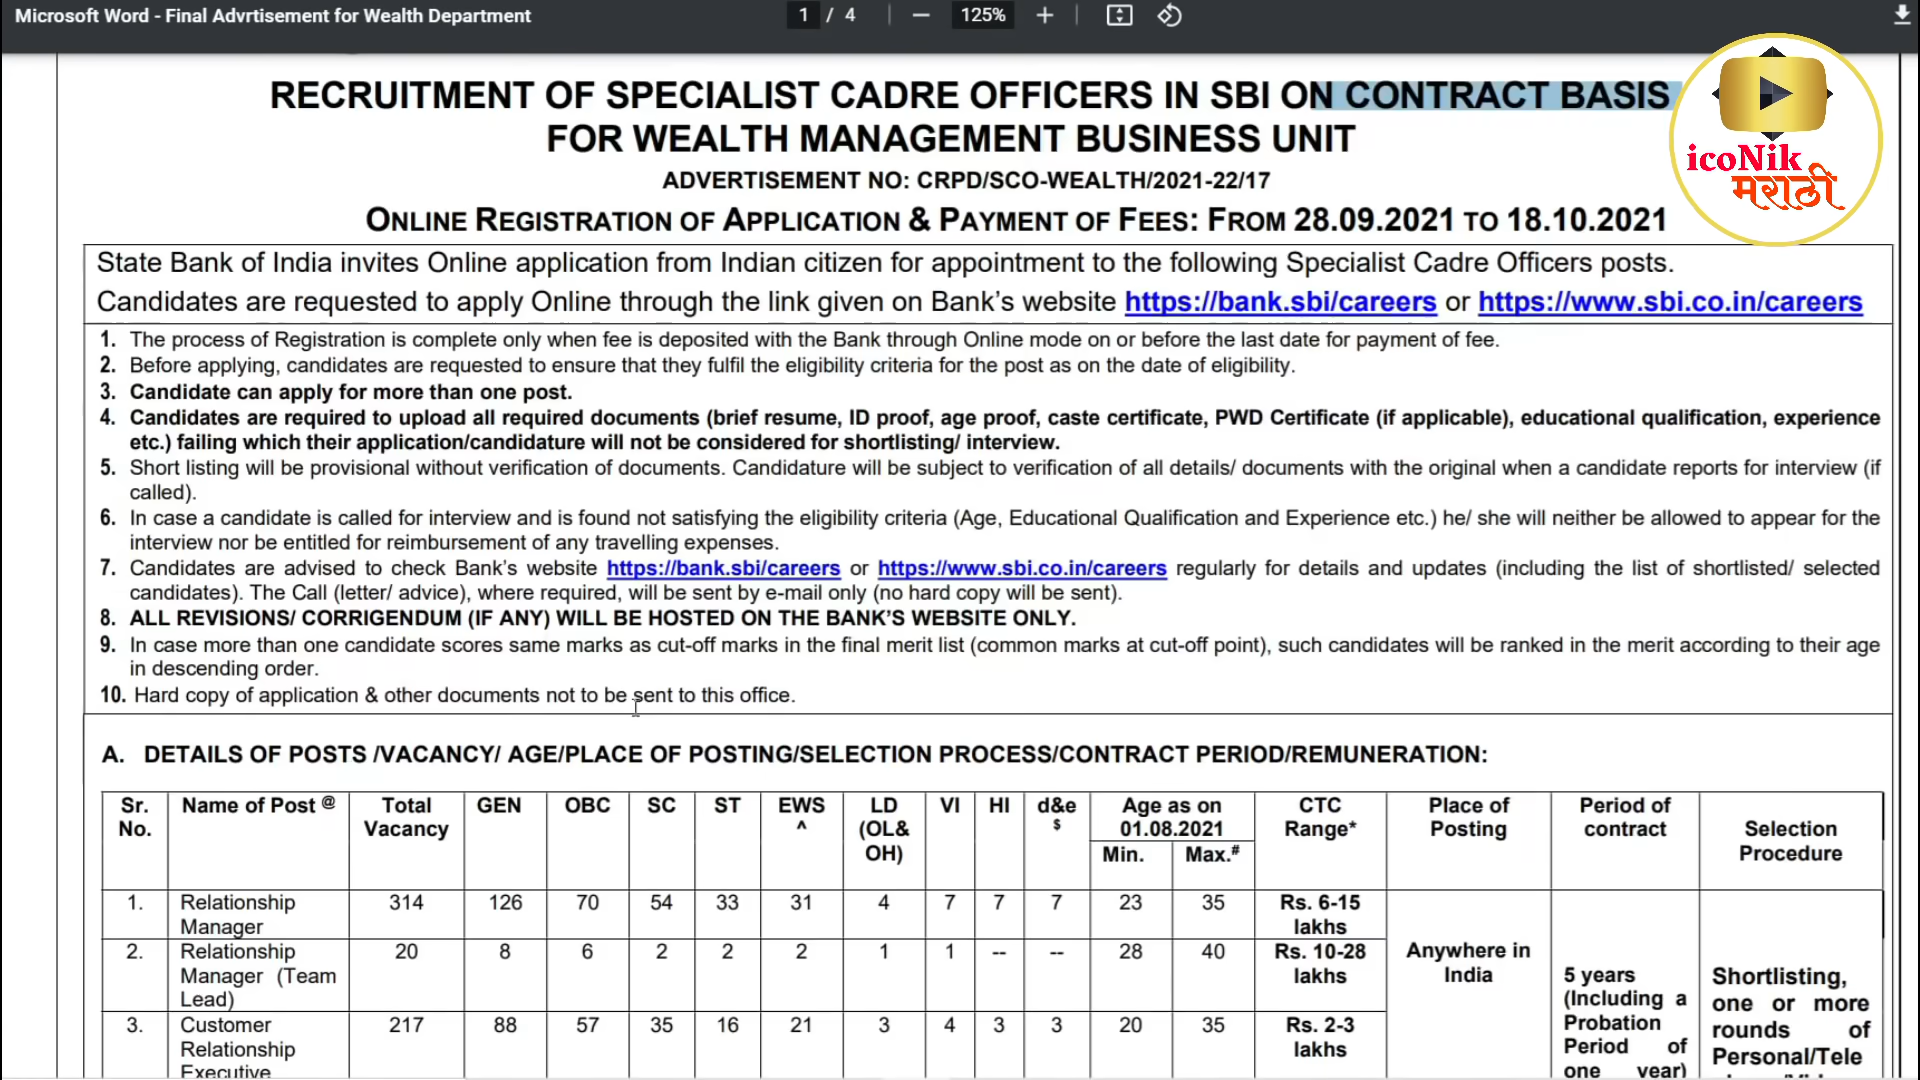 Microsoft Word - Final Advrtisement for Wealth Department
1 / 4
125%
RECRUITMENT OF SPECIALIST CADRE OFFICERS IN SBI ON CONTRACT BASIS
FOR WEALTH MANAGEMENT BUSINESS UNIT
icoNik
मराठी
ADVERTISEMENT NO: CRPD/SCO-WEALTH/2021-22/17
ONLINE REGISTRATION OF APPLICATION & PAYMENT OF FEES: FROM 28.09.2021 TO 18.10.2021
State Bank of India invites Online application from Indian citizen for appointment to the following Specialist Cadre Officers posts.
Candidates are requested to apply Online through the link given on Bank's website https://bank.sbi/careers or https://www.sbi.co.in/careers
1. The process of Registration is complete only when fee is deposited with the Bank through Online mode on or before the last date for payment of fee.
2. Before applying, candidates are requested to ensure that they fulfil the eligibility criteria for the post as on the date of eligibility.
3. Candidate can apply for more than one post.
4. Candidates are required to upload all required documents (brief resume, ID proof, age proof, caste certificate, PWD Certificate (if applicable), educational qualification, experience
etc.) failing which their application/candidature will not be considered for shortlisting/ interview.
5. Short listing will be provisional without verification of documents. Candidature will be subject to verification of all details/ documents with the original when a candidate reports for interview (if
called).
6. In case a candidate is called for interview and is found not satisfying the eligibility criteria (Age, Educational Qualification and Experience etc.) he/ she will neither be allowed to appear for the
interview nor be entitled for reimbursement of any travelling expenses.
7. Candidates are advised to check Bank's website https://bank.sbi/careers or https://www.sbi.co.in/careers regularly for details and updates (including the list of shortlisted/ selected
candidates). The Call (letter/ advice), where required, will be sent by e-mail only (no hard copy will be sent).
8. ALL REVISIONS/ CORRIGENDUM (IF ANY) WILL BE HOSTED ON THE BANK'S WEBSITE ONLY.
9. In case more than one candidate scores same marks as cut-off marks in the final merit list (common marks at cut-off point), such candidates will be ranked in the merit according to their age
in descending order.
10. Hard copy of application & other documents not to be sent to this office.
A. DETAILS OF POSTS /VACANCY/ AGE/PLACE OF POSTING/SELECTION PROCESS/CONTRACT PERIOD/REMUNERATION:
Sr. No. Name of Post @ Total Vacancy GEN OBC SC ST EWS ^ LD (OL& OH) VI HI d&e $ Age as on 01.08.2021 Min. Max.# CTC Range* Place of Posting Period of contract Selection Procedure
1. Relationship Manager 314 126 70 54 33 31 4 7 7 7 23 35 Rs. 6-15 lakhs
2. Relationship Manager (Team Lead) 20 8 6 2 2 2 1 1 -- -- 28 40 Rs. 10-28 lakhs
3. Customer Relationship Executive 217 88 57 35 16 21 3 4 3 3 20 35 Rs. 2-3 lakhs
Anywhere in
India
5 years
(Including a
Probation
Period of
one year)
Shortlisting,
one or more
rounds of
Personal/Tele